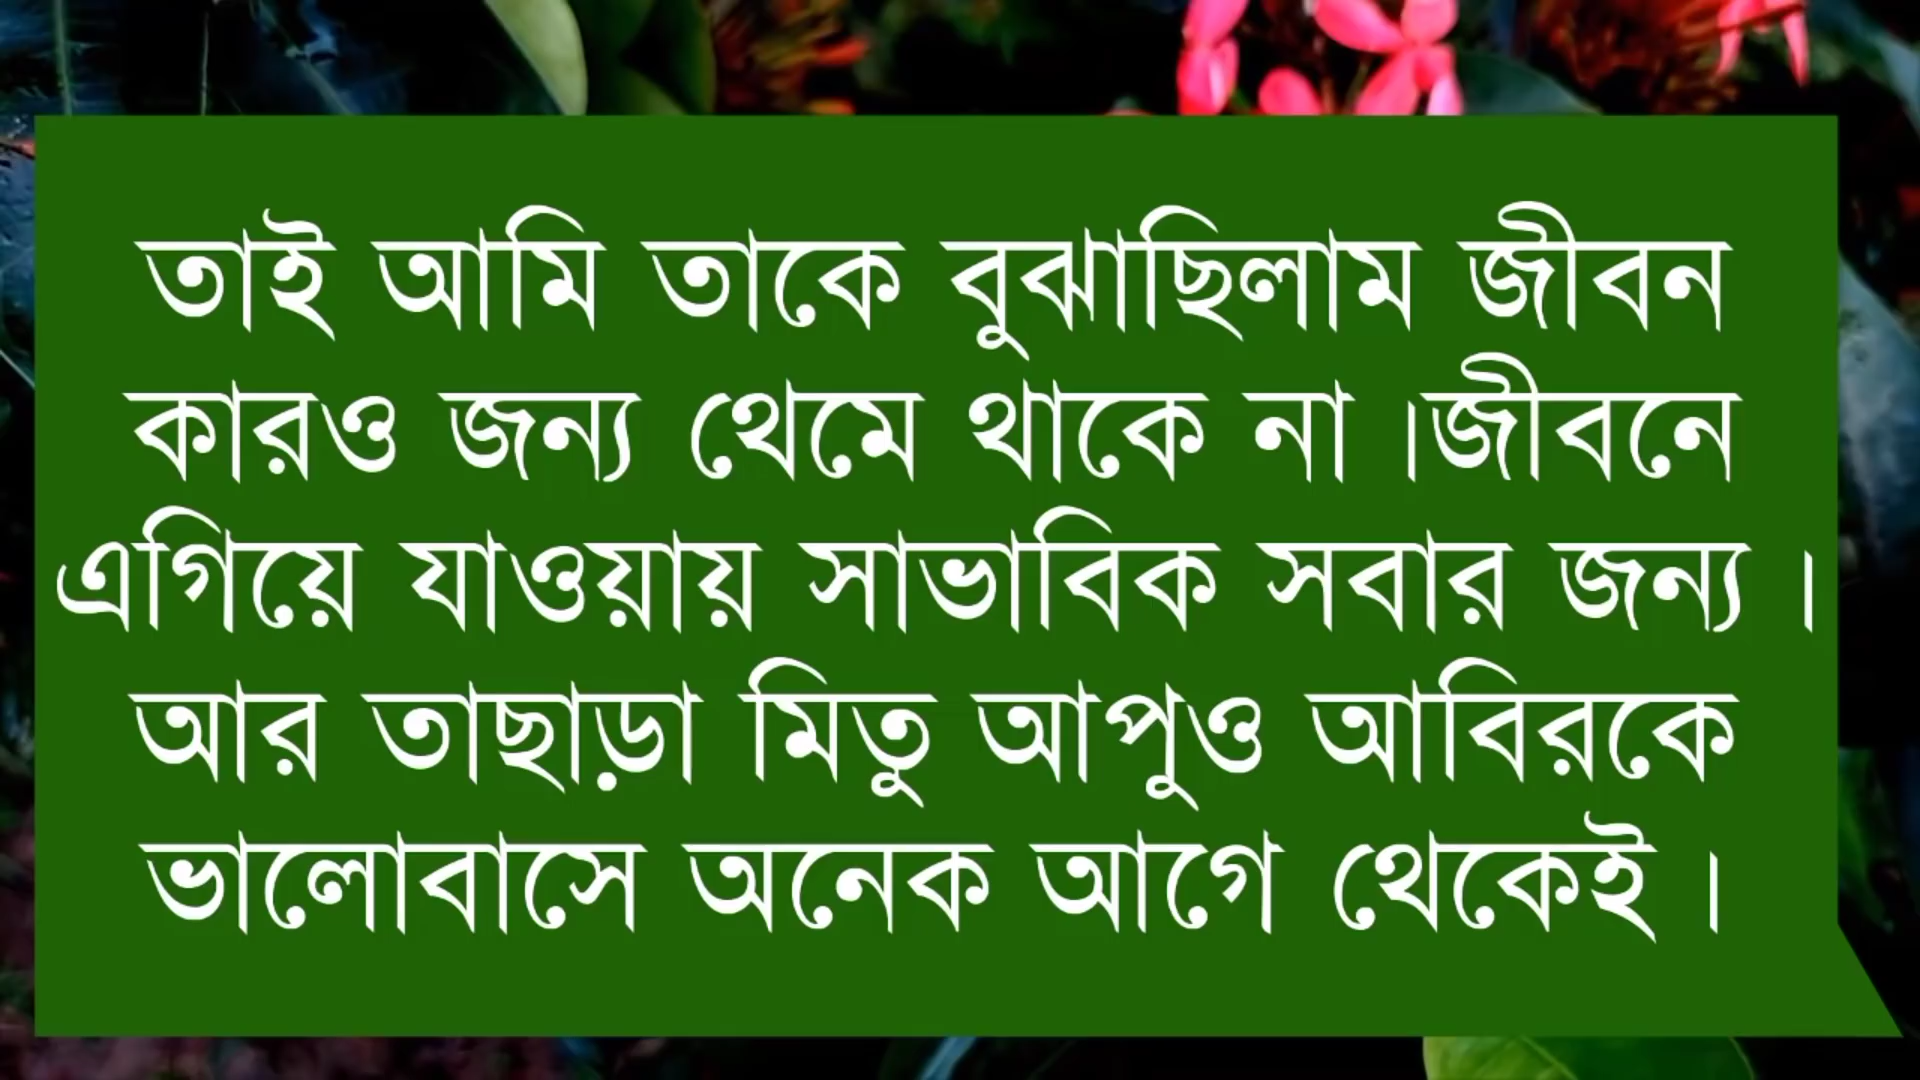 তাই আমি তাকে বুঝাছিলাম জীবন
কারও জন্য থেমে থাকে না ।জীবনে
এগিয়ে যাওয়ায় সাভাবিক সবার জন্য ।
আর তাছাড়া মিতু আপুও আবিরকে
ভালোবাসে অনেক আগে থেকেই ।